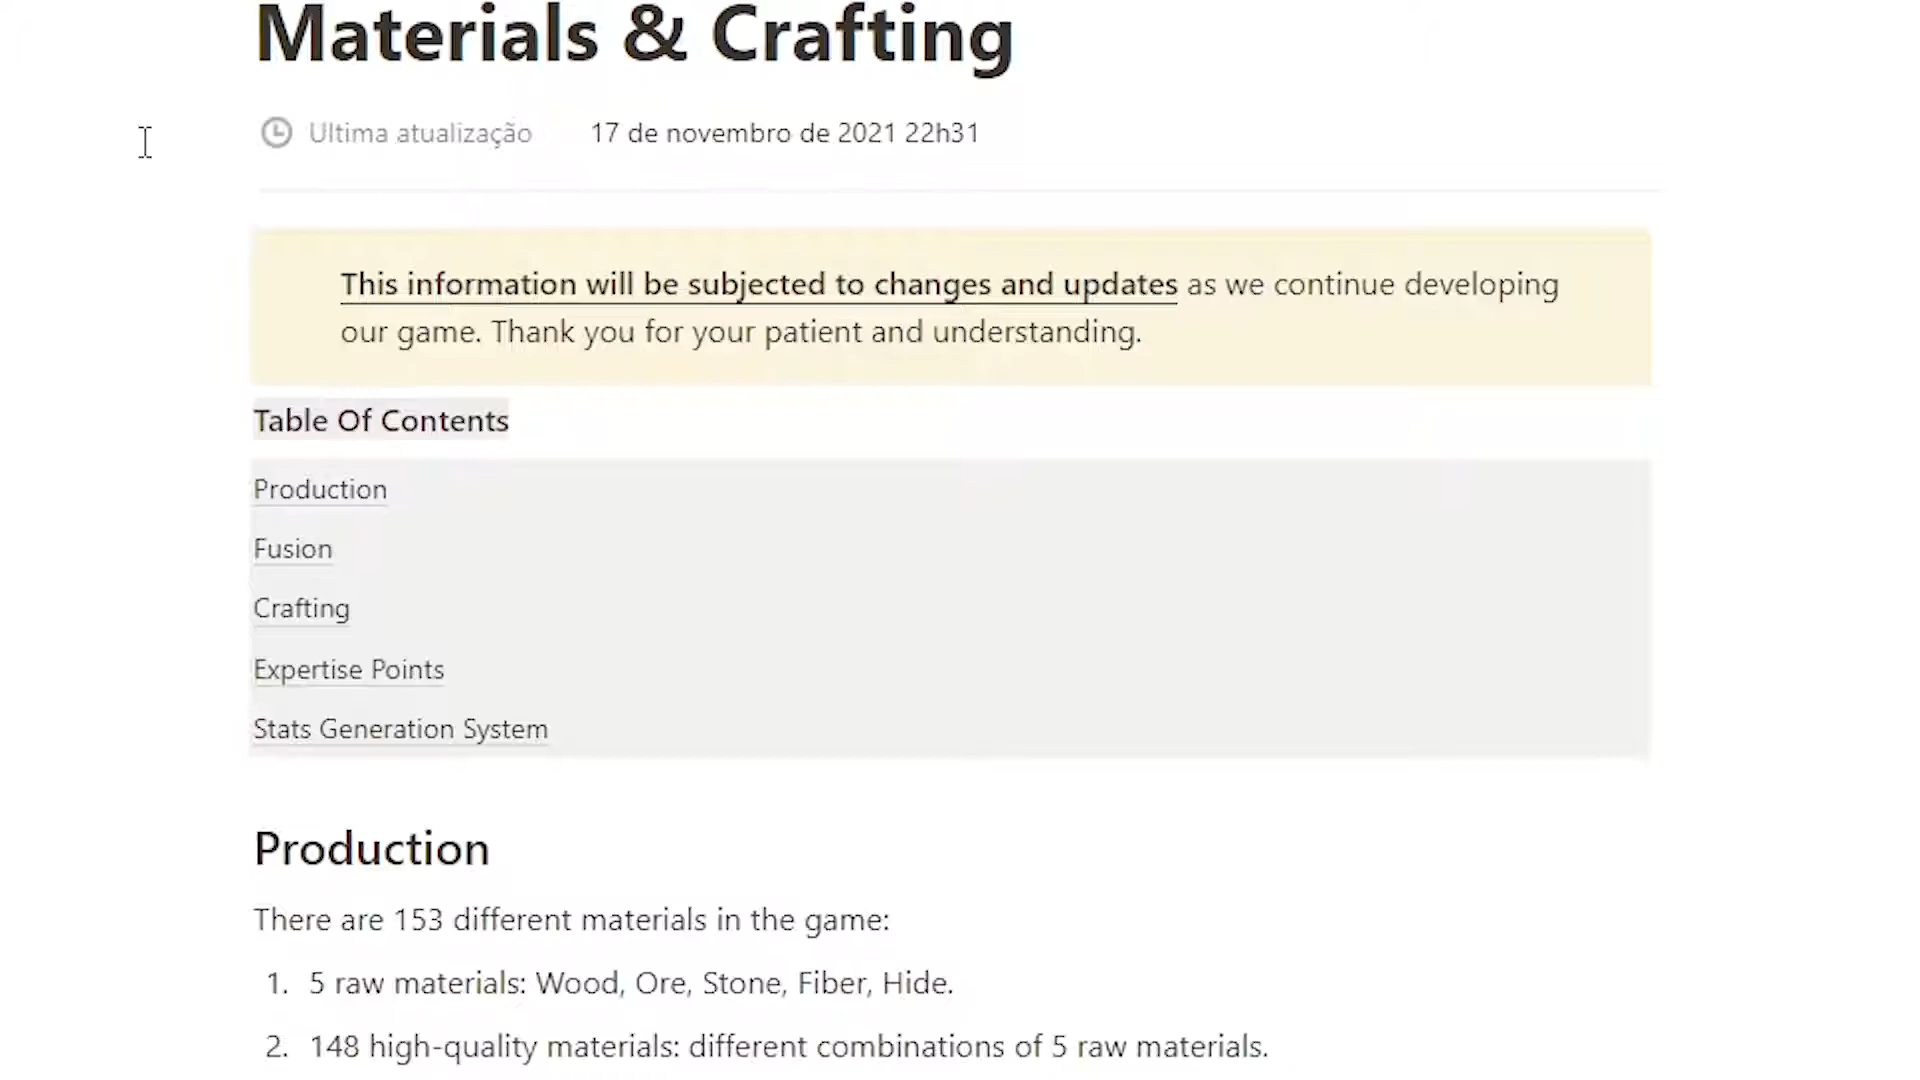 Materials & Crafting
Ultima atualização 17 de novembro de 2021 22h31
This information will be subjected to changes and updates as we continue developing
our game. Thank you for your patient and understanding.
Table Of Contents
Production
Fusion
Crafting
Expertise Points
Stats Generation System
Production
There are 153 different materials in the game:
1. 5 raw materials: Wood, Ore, Stone, Fiber, Hide.
2. 148 high-quality materials: different combinations of 5 raw materials.